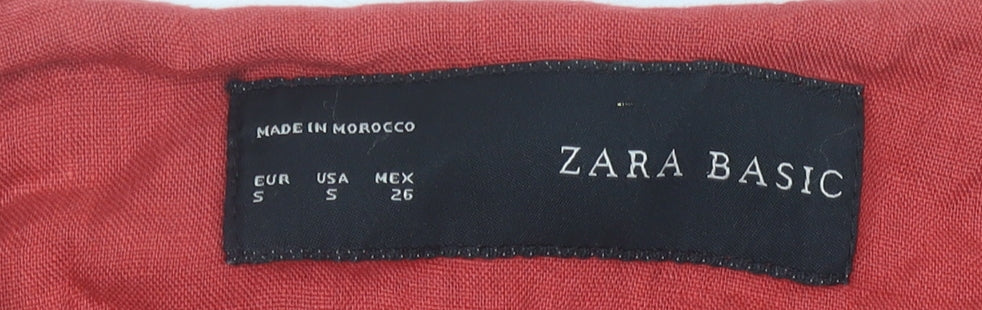 MADE IN MOROCCO
EUR USA MEX
S S 26
ZARA BASIC